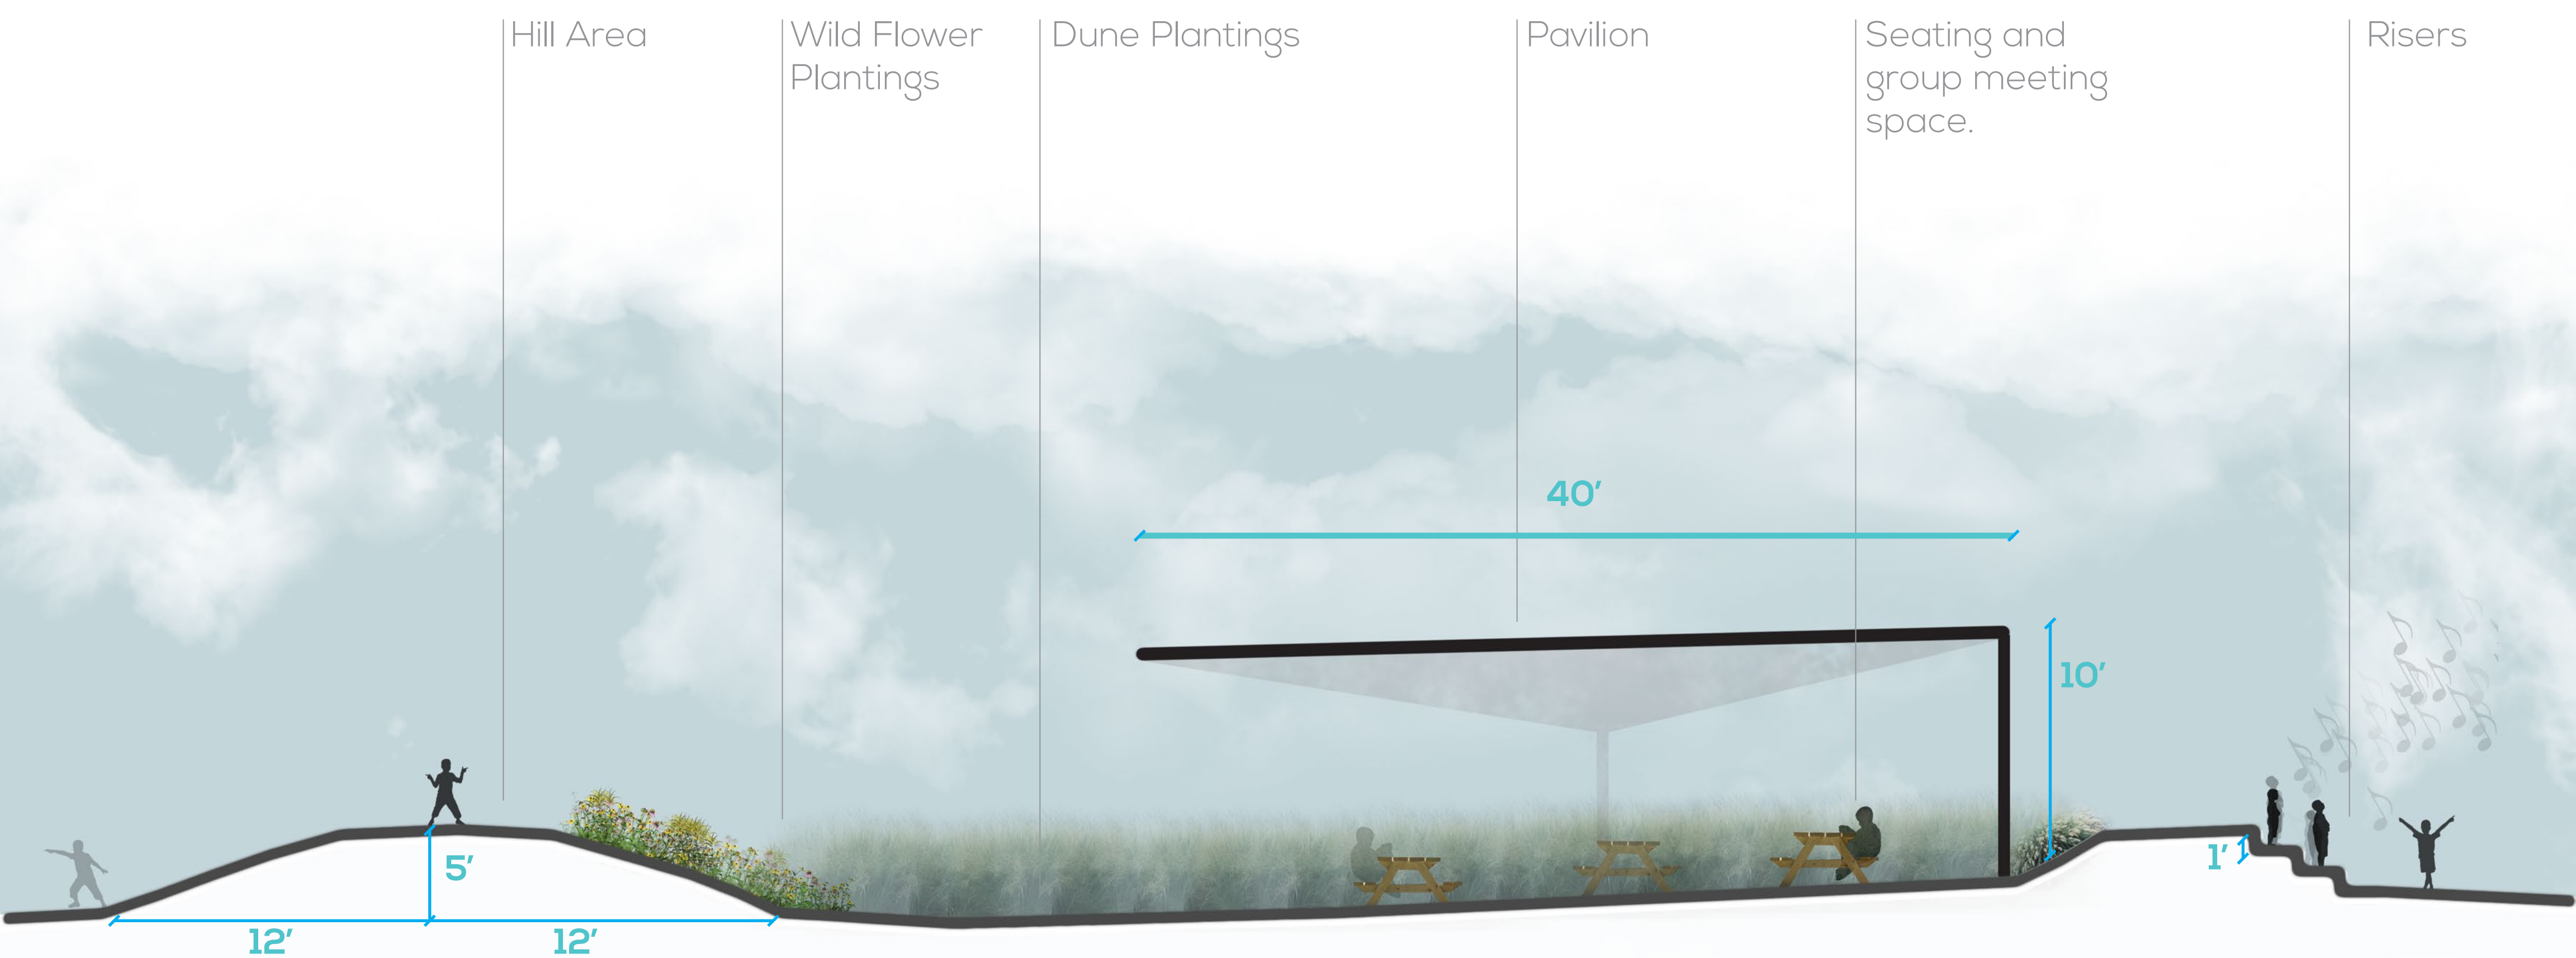 Hill Area
Wild Flower
Plantings
Dune Plantings
Pavilion
Seating and
group meeting
space.
Risers
40'
10'
5'
1'
12'
12'